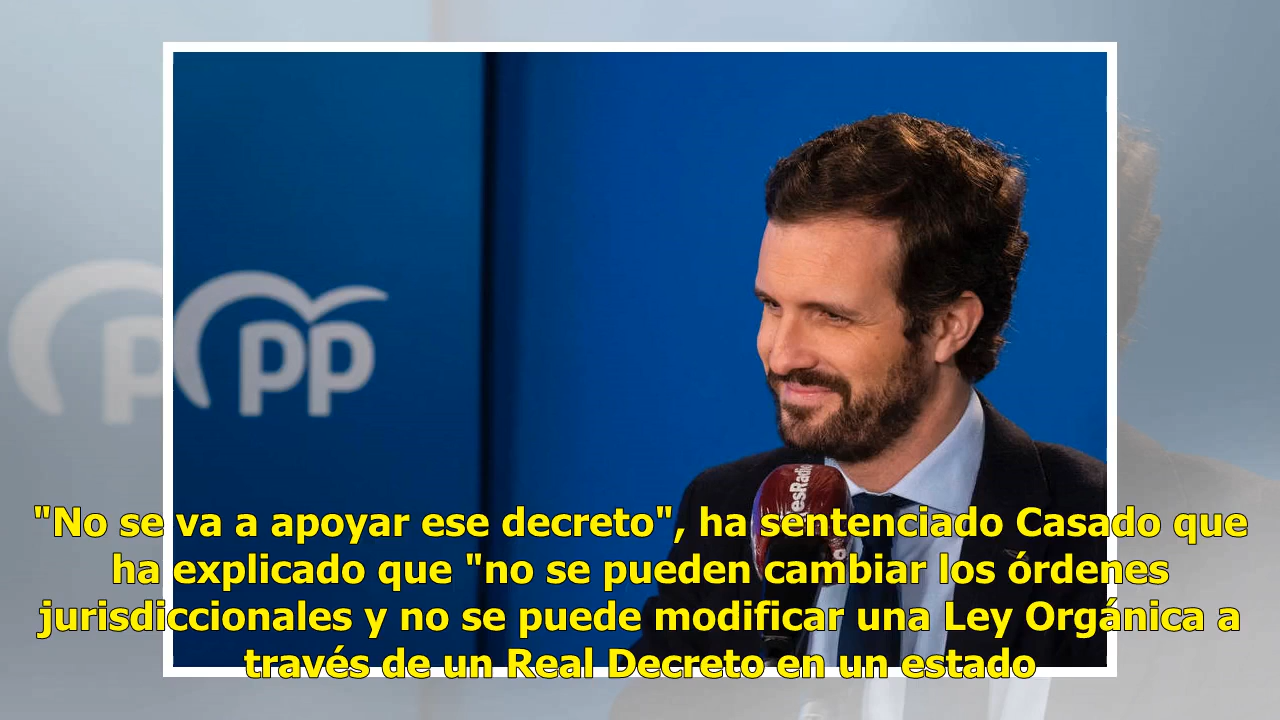 p
pp
esRadio
"No se va a apoyar ese decreto", ha sentenciado Casado que
ha explicado que "no se pueden cambiar los órdenes
jurisdiccionales y no se puede modificar una Ley Orgánica a
través de un Real Decreto en un estado